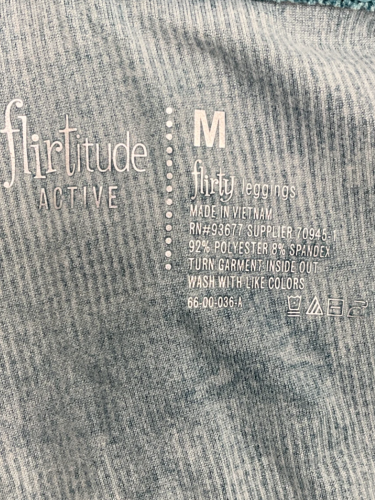 flirtitude
ACTIVE
M
flirty leggings
MADE IN VIETNAM
RN#93677 SUPPLIER 70945-1
92% POLYESTER 8% SPANDEX
TURN GARMENT INSIDE OUT
WASH WITH LIKE COLORS
66-00-036-A